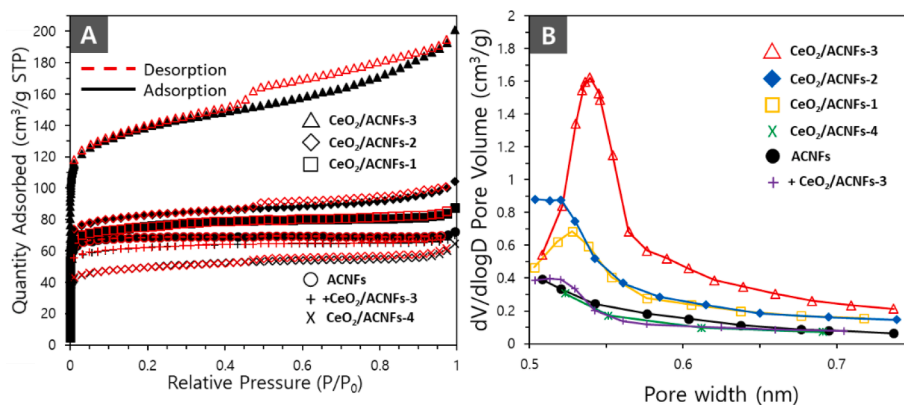 A
Quantity Adsorbed (cm³/g STP)
200
180
160
140
120
100
80
60
40
20
0
Desorption
Adsorption
CeO₂/ACNFs-3
CeO₂/ACNFs-2
CeO₂/ACNFs-1
ACNFs
+CeO₂/ACNFs-3
CeO₂/ACNFs-4
0 0.2 0.4 0.6 0.8 1
Relative Pressure (P/P₀)
B
dV/dlogD Pore Volume (cm³/g)
2
1.8
1.6
1.4
1.2
1
0.8
0.6
0.4
0.2
0
CeO₂/ACNFs-3
CeO₂/ACNFs-2
CeO₂/ACNFs-1
CeO₂/ACNFs-4
ACNFs
+ CeO₂/ACNFs-3
0.5 0.6 0.7
Pore width (nm)